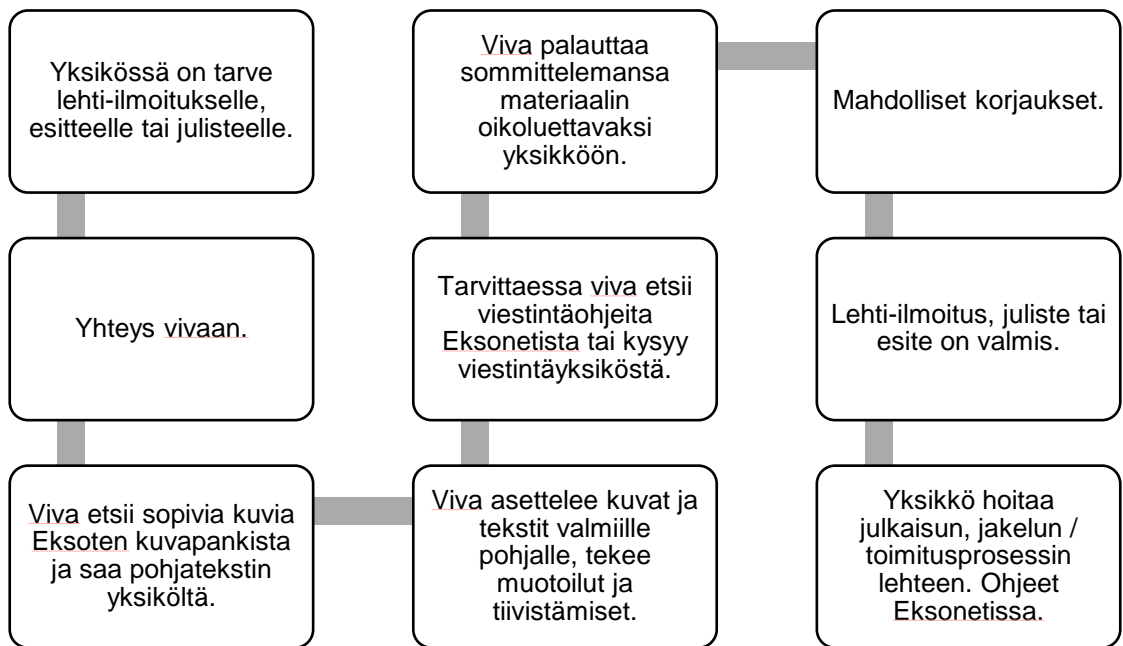 Yksikössä on tarve
lehti-ilmoitukselle,
esitteelle tai julisteelle.
Yhteys vivaan.
Viva etsii sopivia kuvia
Eksoten kuvapankista
ja saa pohjatekstin
yksiköltä.
Viva asettelee kuvat ja
tekstit valmiille
pohjalle, tekee
muotoilut ja
tiivistämiset.
Tarvittaessa viva etsii
viestintäohjeita
Eksonetista tai kysyy
viestintäyksiköstä.
Viva palauttaa
sommittelemansa
materiaalin
oikoluettavaksi
yksikköön.
Mahdolliset korjaukset.
Lehti-ilmoitus, juliste tai
esite on valmis.
Yksikkö hoitaa
julkaisun, jakelun /
toimitusprosessin
lehteen. Ohjeet
Eksonetissa.